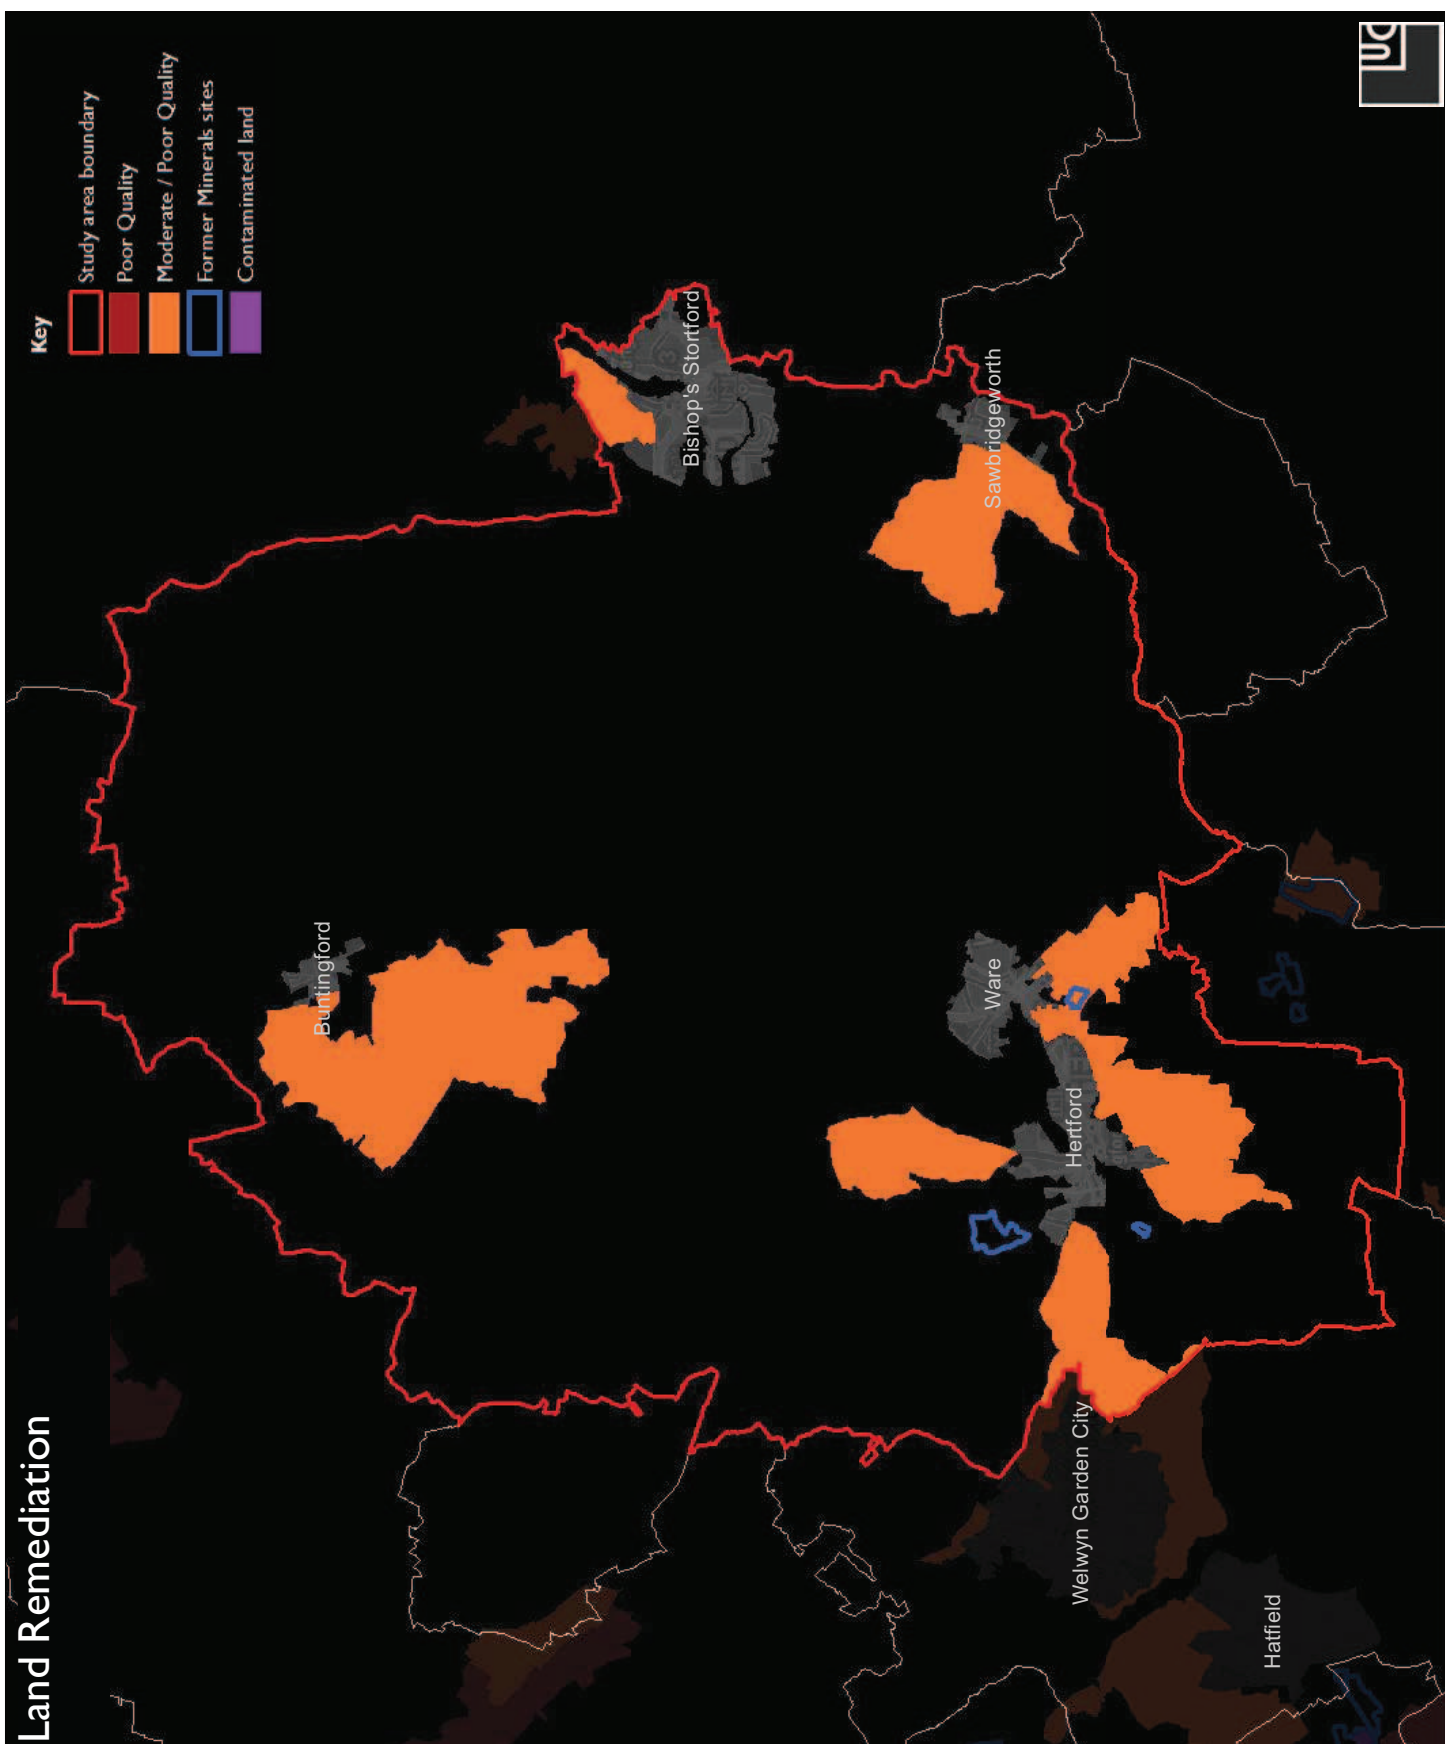 Land Remediation
Key
Study area boundary
Poor Quality
Moderate / Poor Quality
Former Minerals sites
Contaminated land
Buntingford
Bishop's Stortford
Sawbridgeworth
Ware
Hertford
Welwyn Garden City
Hatfield